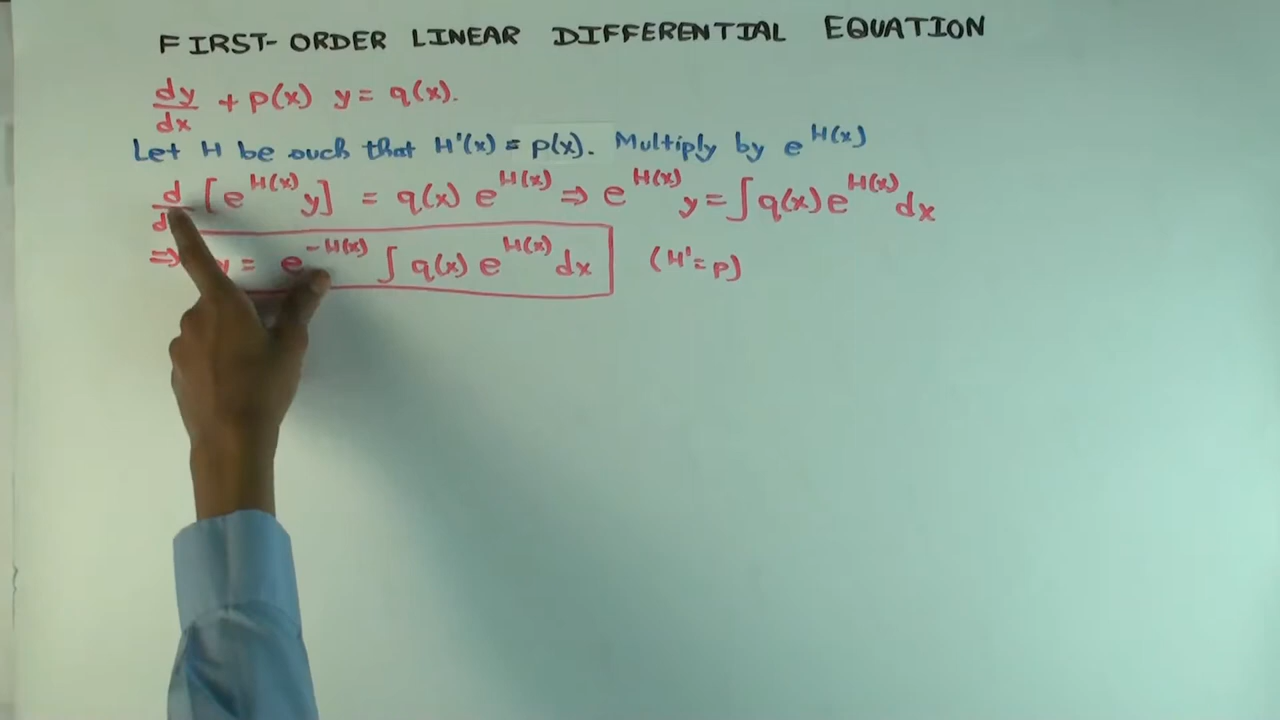 FIRST-ORDER LINEAR DIFFERENTIAL EQUATION
dy/dx + p(x) y = q(x).
Let H be such that H'(x) = p(x). Multiply by e^H(x)
d/d [e^H(x) y] = q(x) e^H(x) ⇒ e^H(x) y = ∫ q(x) e^H(x) dx
⇒ y = e^-H(x) ∫ q(x) e^H(x) dx (H' = p)